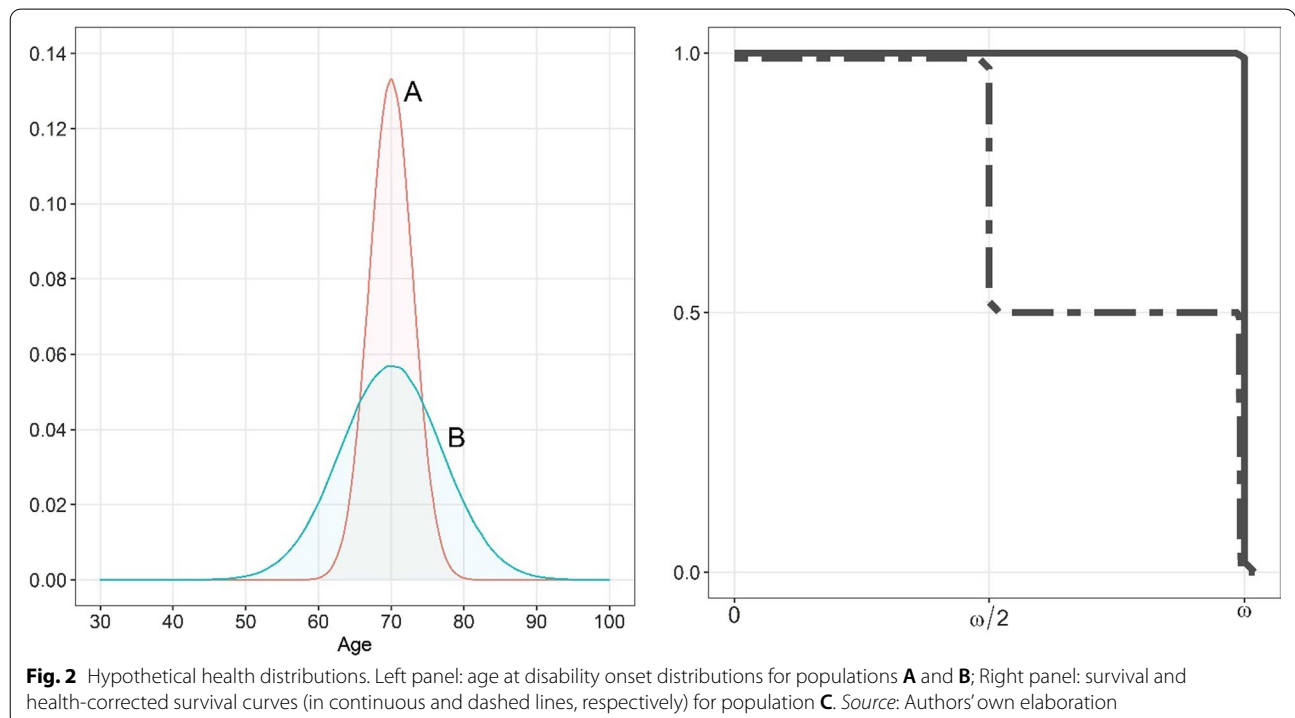 0.14
0.12
0.10
0.08
0.06
0.04
0.02
0.00
A
B
30 40 50 60 70 80 90 100
Age
1.0
0.5
0.0
0 ω/2 ω
Fig. 2 Hypothetical health distributions. Left panel: age at disability onset distributions for populations A and B; Right panel: survival and
health-corrected survival curves (in continuous and dashed lines, respectively) for population C. Source: Authors' own elaboration